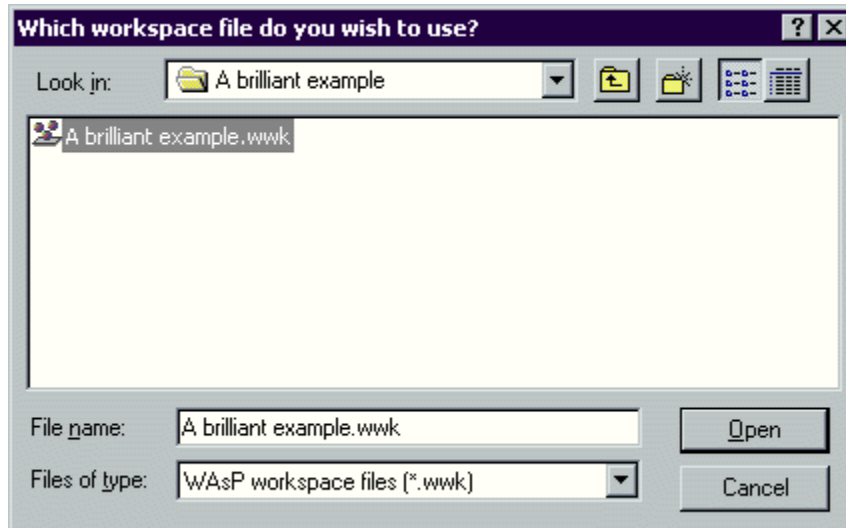 Which workspace file do you wish to use?
Look in: A brilliant example
A brilliant example.wwk
File name: A brilliant example.wwk Open
Files of type: WAsP workspace files (*.wwk) Cancel